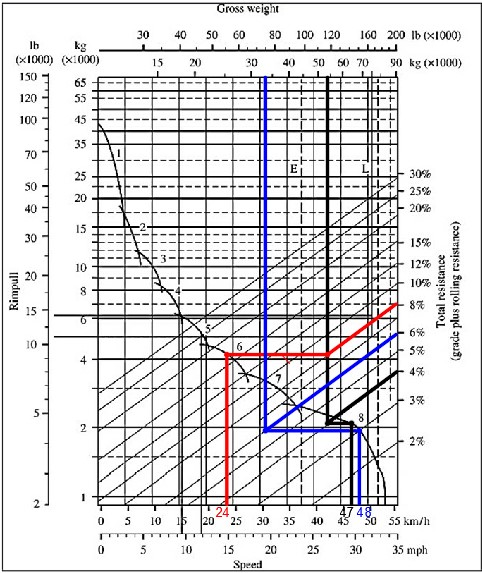 Gross weight
30 40 60 80 100 120 160 200 lb (×1000)
15 20 25 30 40 50 60 70 90 kg (×1000)
lb (×1000)
kg (×1000)
150 65
120 55
100 45
70 35
50 25
40 20
30 15
20 10
15 8
10 6
5 4
2 2
1
1
2
3
4
5
6
7
8
E
L
30%
25%
20%
15%
12%
10%
8%
6%
5%
4%
3%
2%
Rimpull
Total resistance
(grade plus rolling resistance)
24 47 48
0 5 10 15 20 25 30 35 40 45 50 55 km/h
0 5 10 15 20 25 30 35 mph
Speed